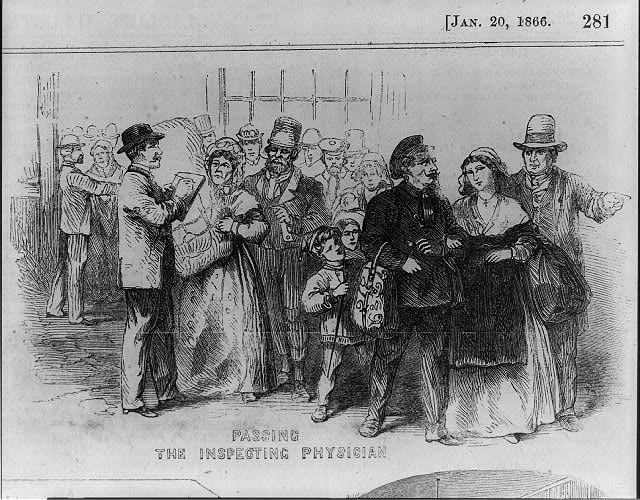 [JAN. 20, 1866. 281
PASSING
THE INSPECTING PHYSICIAN